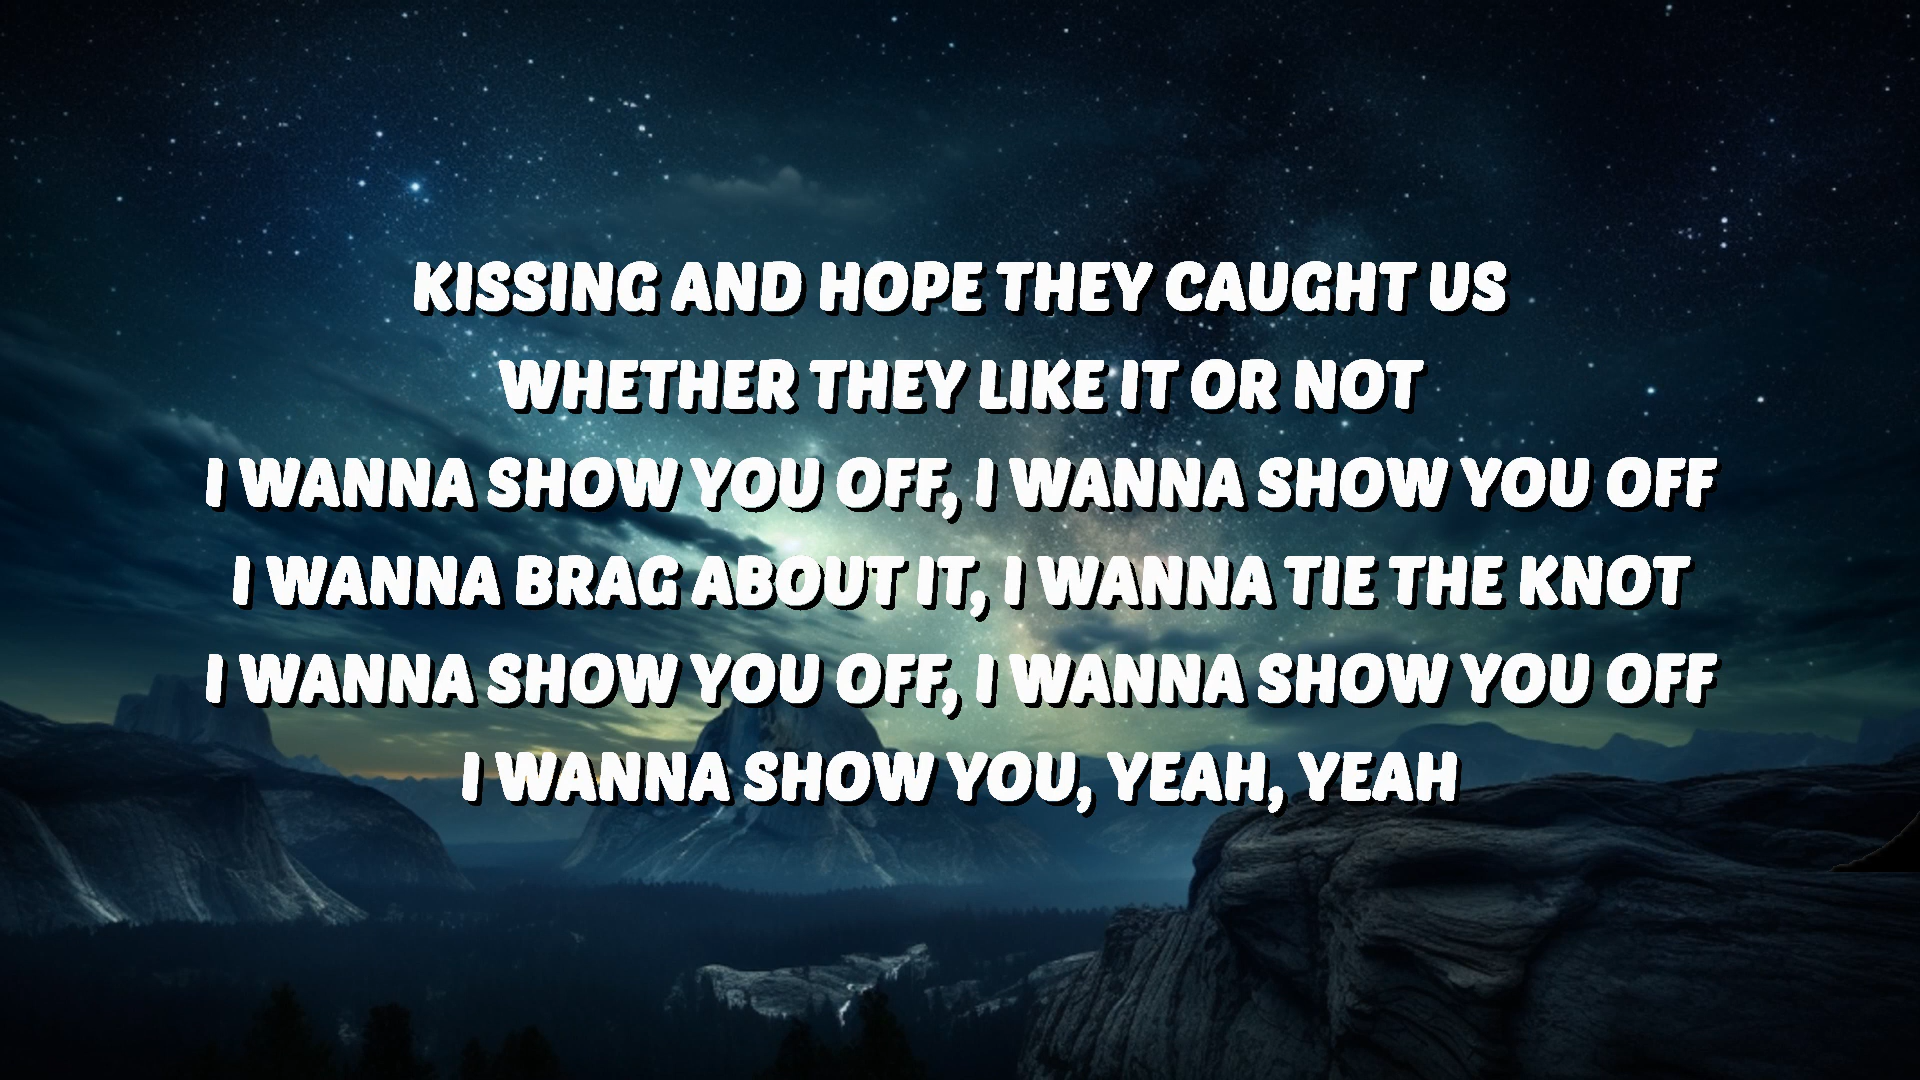 KISSING AND HOPE THEY CAUGHT US
WHETHER THEY LIKE IT OR NOT
I WANNA SHOW YOU OFF, I WANNA SHOW YOU OFF
I WANNA BRAG ABOUT IT, I WANNA TIE THE KNOT
I WANNA SHOW YOU OFF, I WANNA SHOW YOU OFF
I WANNA SHOW YOU, YEAH, YEAH